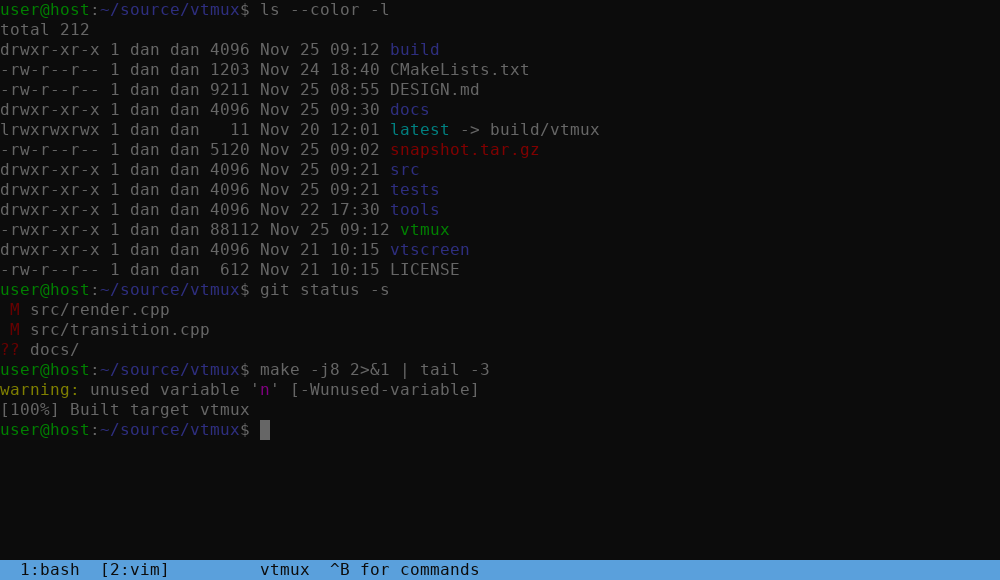 user@host:~/source/vtmux$ ls --color -l
total 212
drwxr-xr-x 1 dan dan 4096 Nov 25 09:12 build
-rw-r--r-- 1 dan dan 1203 Nov 24 18:40 CMakeLists.txt
-rw-r--r-- 1 dan dan 9211 Nov 25 08:55 DESIGN.md
drwxr-xr-x 1 dan dan 4096 Nov 25 09:30 docs
lrwxrwxrwx 1 dan dan   11 Nov 20 12:01 latest -> build/vtmux
-rw-r--r-- 1 dan dan 5120 Nov 25 09:02 snapshot.tar.gz
drwxr-xr-x 1 dan dan 4096 Nov 25 09:21 src
drwxr-xr-x 1 dan dan 4096 Nov 25 09:21 tests
drwxr-xr-x 1 dan dan 4096 Nov 22 17:30 tools
-rwxr-xr-x 1 dan dan 88112 Nov 25 09:12 vtmux
drwxr-xr-x 1 dan dan 4096 Nov 21 10:15 vtscreen
-rw-r--r-- 1 dan dan  612 Nov 21 10:15 LICENSE
user@host:~/source/vtmux$ git status -s
 M src/render.cpp
 M src/transition.cpp
?? docs/
user@host:~/source/vtmux$ make -j8 2>&1 | tail -3
warning: unused variable 'n' [-Wunused-variable]
[100%] Built target vtmux
user@host:~/source/vtmux$
  1:bash  [2:vim]         vtmux  ^B for commands